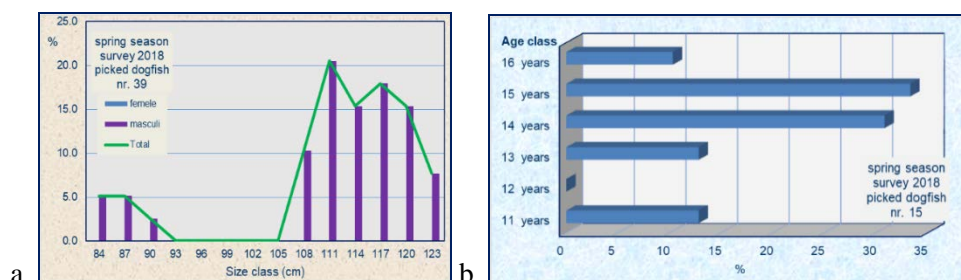 25.0
%
20.0
15.0
10.0
5.0
0.0
spring season
survey 2018
picked dogfish
nr. 39
femele
masculi
Total
84 87 90 93 96 99 102 105 108 111 114 117 120 123
Size class (cm)
a
Age class
16 years
15 years
14 years
13 years
12 years
11 years
spring season
survey 2018
picked dogfish
nr. 15
0 5 10 15 20 25 30 35
%
b